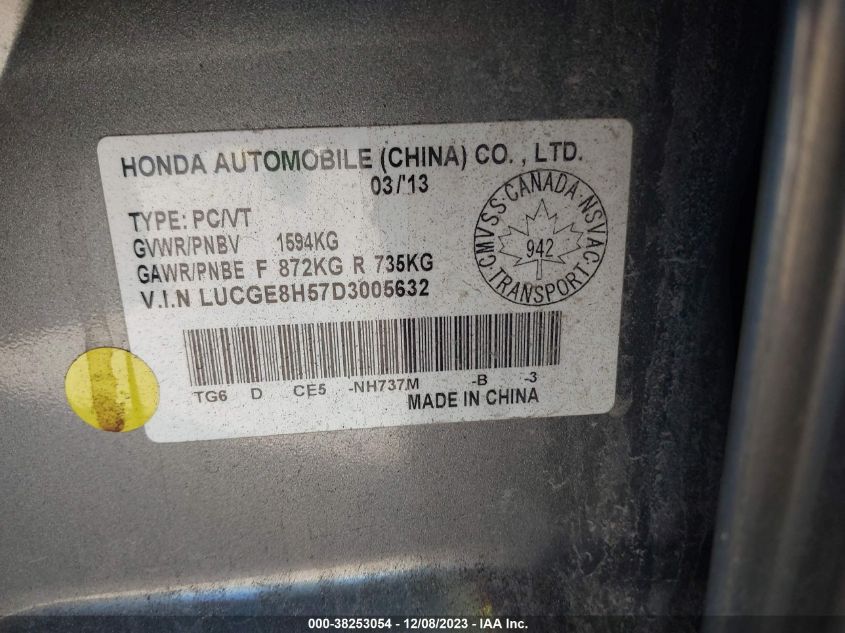 HONDA AUTOMOBILE (CHINA) CO. , LTD.
03/'13
TYPE: PC/VT
GVWR/PNBV 1594KG
GAWR/PNBE F 872KG R 735KG
V.I.N LUCGE8H57D3005632
CMVSS·CANADA·NSVAC
942
·TRANSPORT·
TG6 D CE5 -NH737M -B -3
MADE IN CHINA
000-38253054 - 12/08/2023 - IAA Inc.